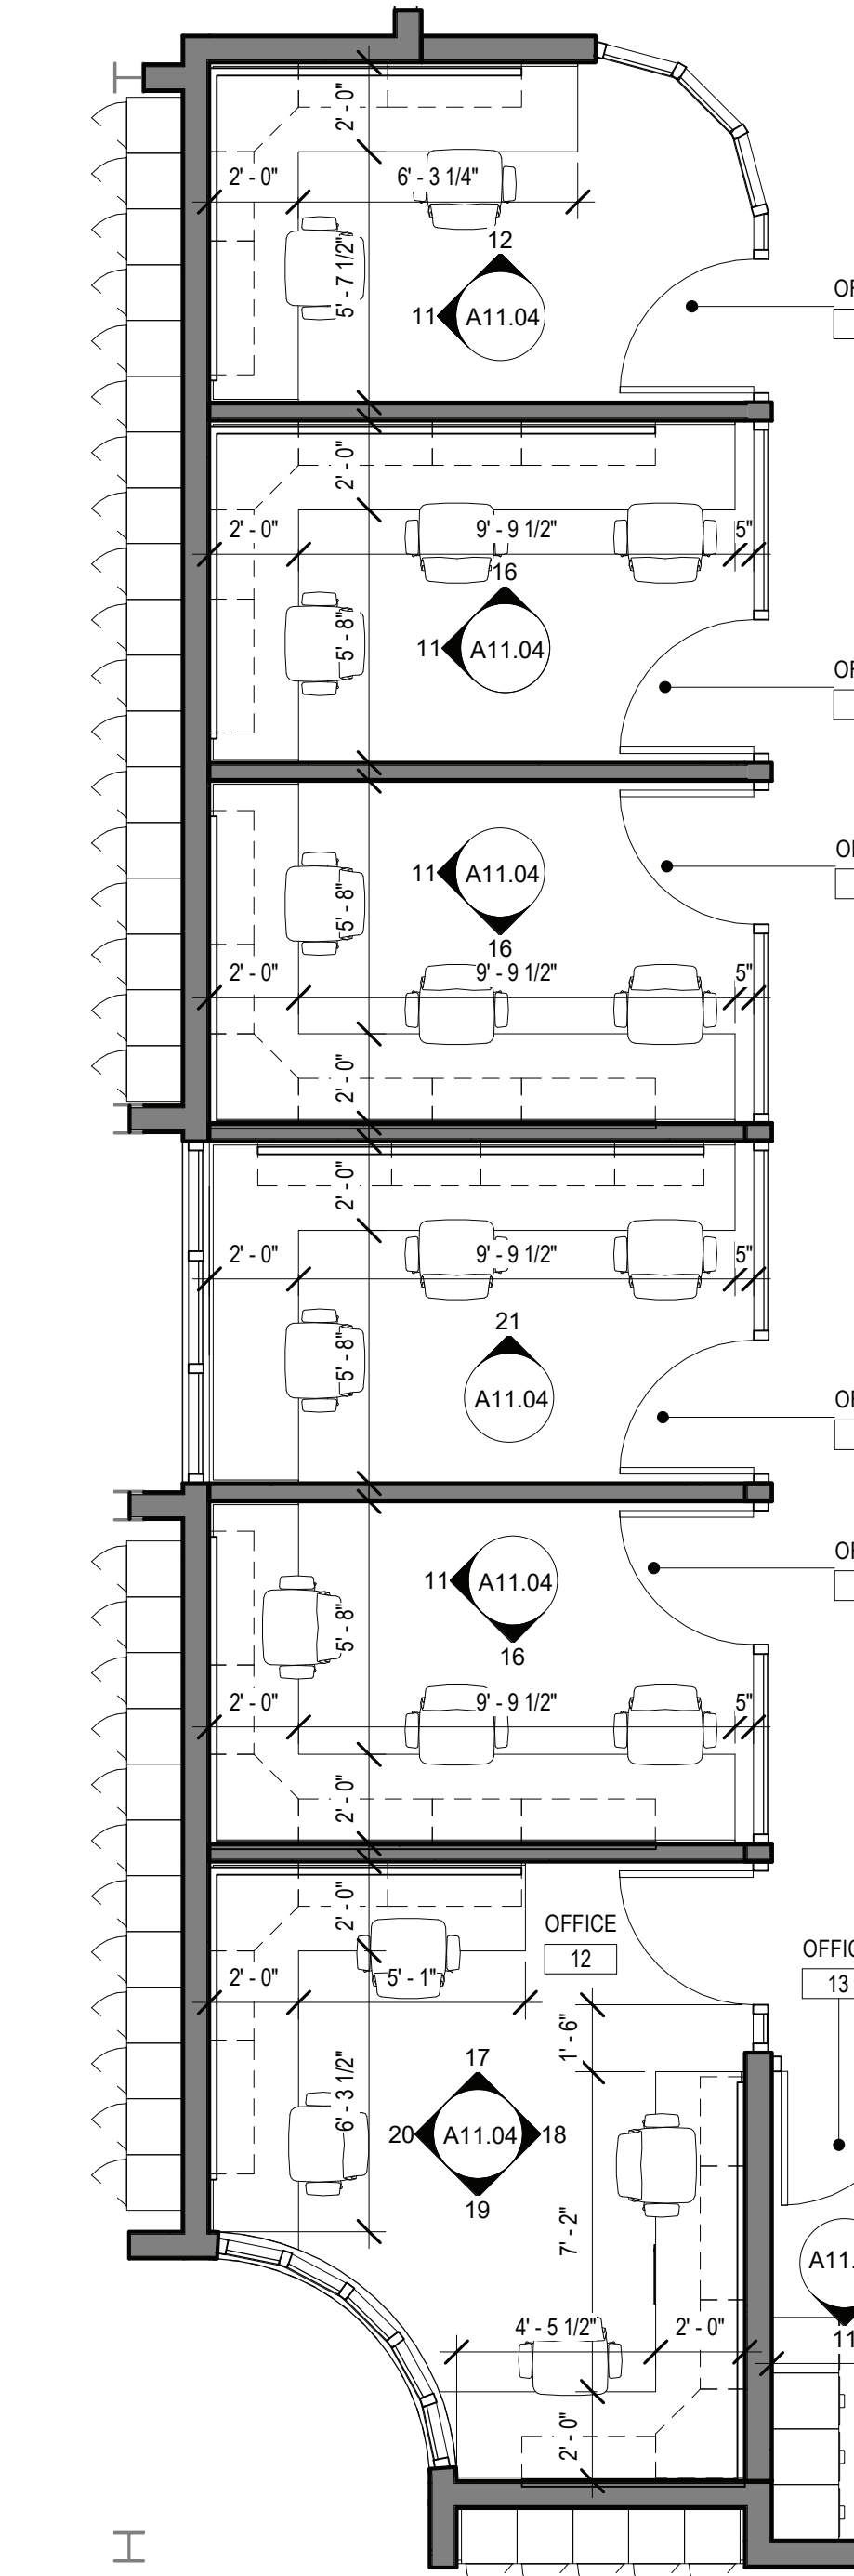 2' - 0"
2' - 0"
6' - 3 1/4"
5' - 7 1/2"
12
11
A11.04
2' - 0"
2' - 0"
9' - 9 1/2"
5"
16
5' - 8"
11
A11.04
5' - 8"
11
A11.04
16
2' - 0"
9' - 9 1/2"
5"
2' - 0"
2' - 0"
2' - 0"
9' - 9 1/2"
5"
21
5' - 8"
A11.04
11
A11.04
5' - 8"
16
2' - 0"
9' - 9 1/2"
5"
2' - 0"
2' - 0"
OFFICE
12
2' - 0"
5' - 1"
13
1' - 6"
6' - 3 1/2"
17
20
A11.04
18
19
7' - 2"
A11.
4' - 5 1/2"
2' - 0"
11
2' - 0"